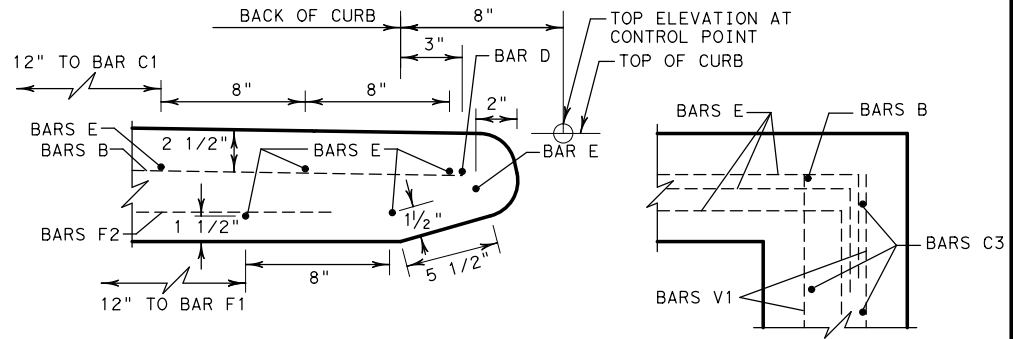 BACK OF CURB
8"
TOP ELEVATION AT
CONTROL POINT
3"
BAR D
TOP OF CURB
12" TO BAR C1
8"
8"
2"
BARS E
2 1/2"
BARS B
BARS E
BAR E
1 1/2"
1 1/2"
BARS F2
8"
5 1/2"
12" TO BAR F1
BARS E
BARS B
BARS C3
BARS V1